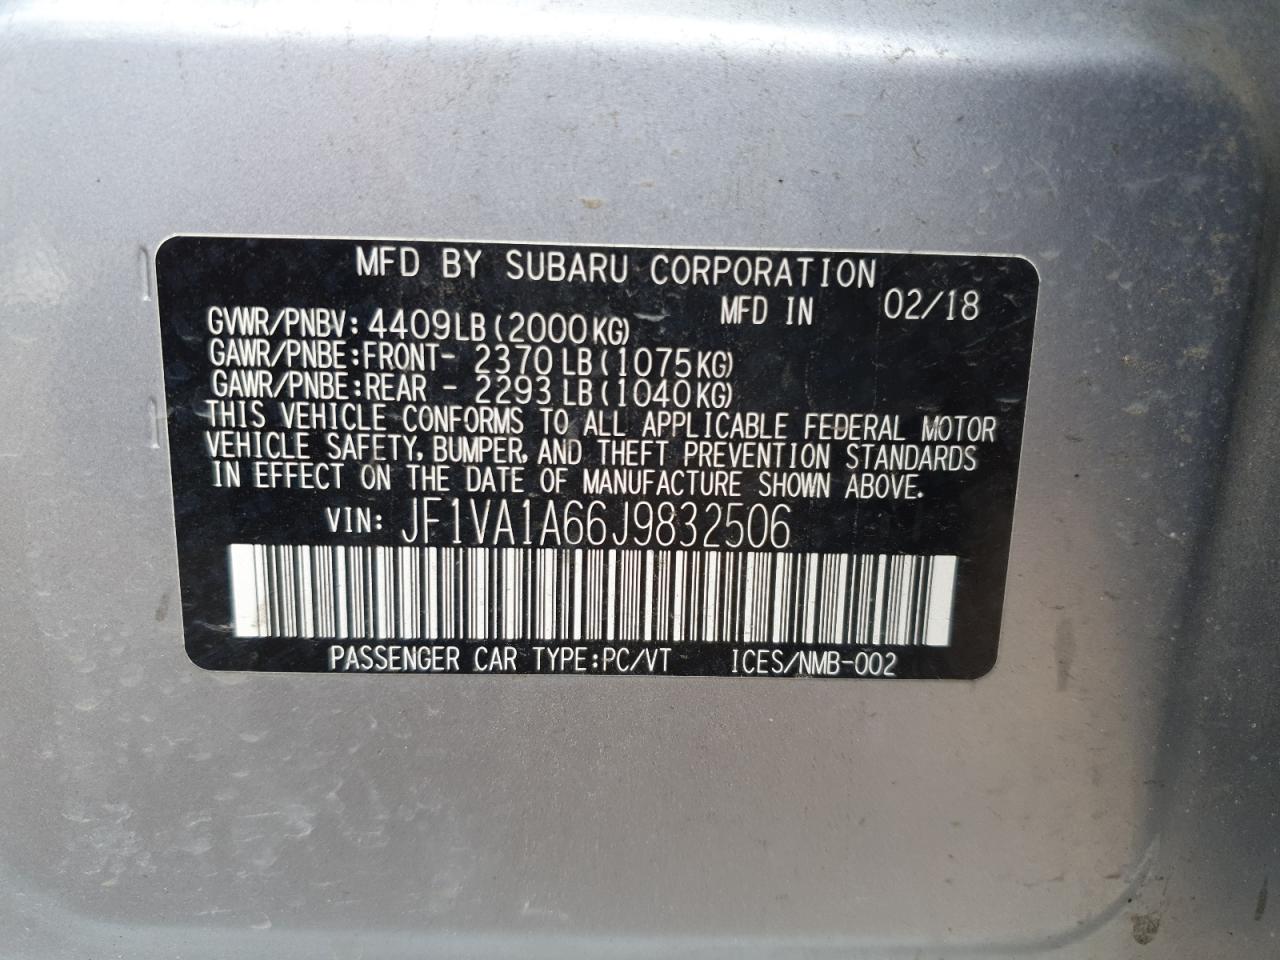 MFD BY SUBARU CORPORATION
MFD IN 02/18
GVWR/PNBV: 4409LB(2000KG)
GAWR/PNBE:FRONT- 2370LB(1075KG)
GAWR/PNBE:REAR - 2293LB(1040KG)
THIS VEHICLE CONFORMS TO ALL APPLICABLE FEDERAL MOTOR
VEHICLE SAFETY, BUMPER, AND THEFT PREVENTION STANDARDS
IN EFFECT ON THE DATE OF MANUFACTURE SHOWN ABOVE.
VIN: JF1VA1A66J9832506
PASSENGER CAR TYPE:PC/VT ICES/NMB-002